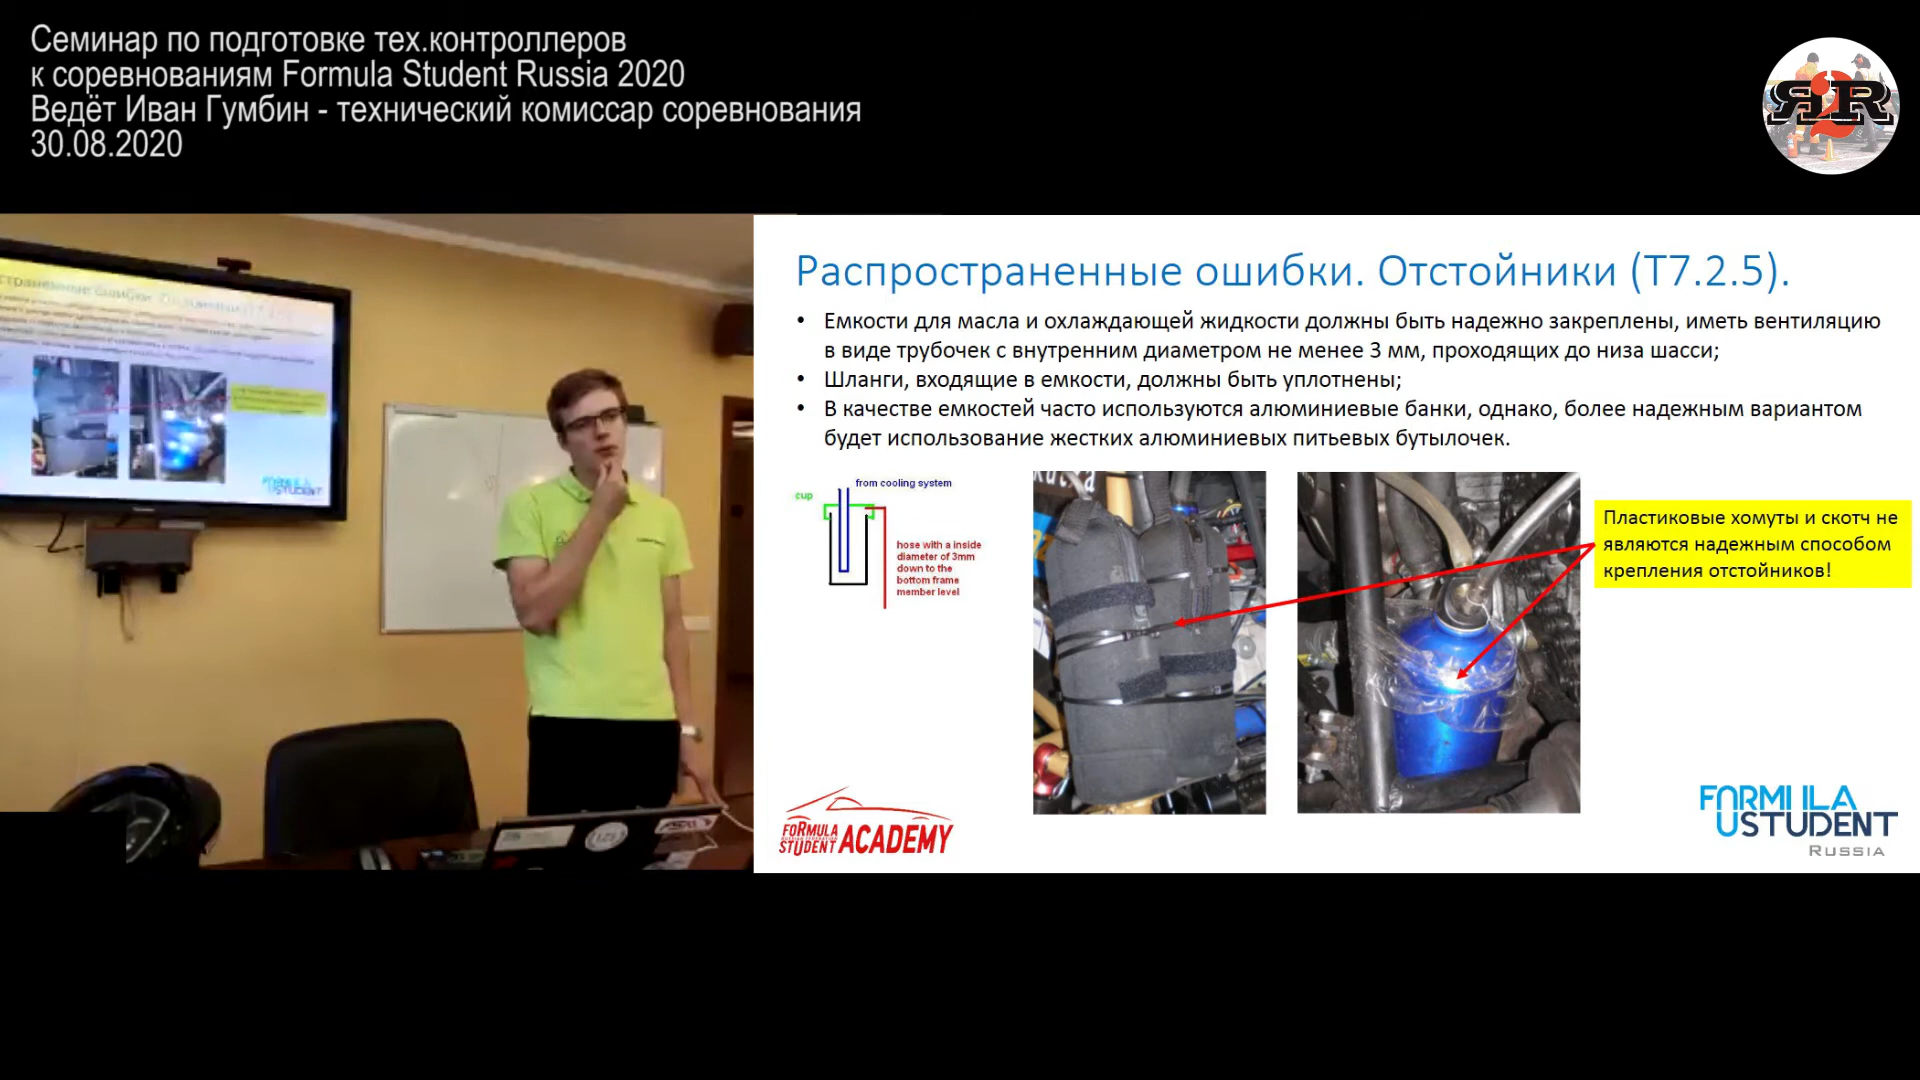 Семинар по подготовке тех.контроллеров
к соревнованиям Formula Student Russia 2020
Ведёт Иван Гумбин - технический комиссар соревнования
30.08.2020
Распространенные ошибки. Отстойники (Т7.2.5).
• Емкости для масла и охлаждающей жидкости должны быть надежно закреплены, иметь вентиляцию
в виде трубочек с внутренним диаметром не менее 3 мм, проходящих до низа шасси;
• Шланги, входящие в емкости, должны быть уплотнены;
• В качестве емкостей часто используются алюминиевые банки, однако, более надежным вариантом
будет использование жестких алюминиевых питьевых бутылочек.
from cooling system
cup
hose with a inside
diameter of 3mm
down to the
bottom frame
member level
Пластиковые хомуты и скотч не
являются надежным способом
крепления отстойников!
FORMULA
STUDENT ACADEMY
FORMULA
STUDENT
RUSSIA